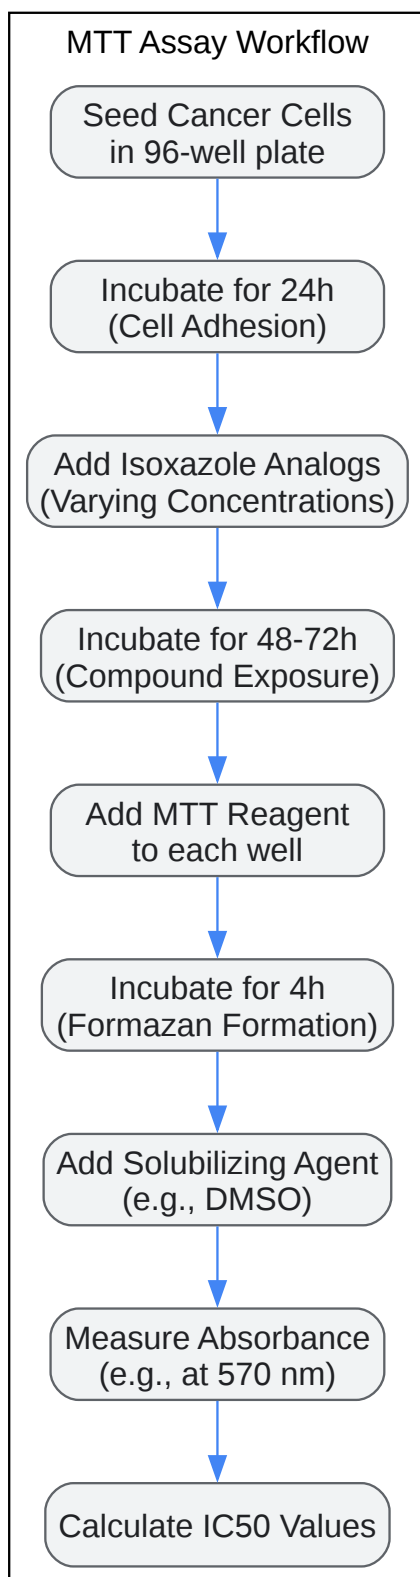 MTT Assay Workflow
Seed Cancer Cells
in 96-well plate
Incubate for 24h
(Cell Adhesion)
Add Isoxazole Analogs
(Varying Concentrations)
Incubate for 48-72h
(Compound Exposure)
Add MTT Reagent
to each well
Incubate for 4h
(Formazan Formation)
Add Solubilizing Agent
(e.g., DMSO)
Measure Absorbance
(e.g., at 570 nm)
Calculate IC50 Values